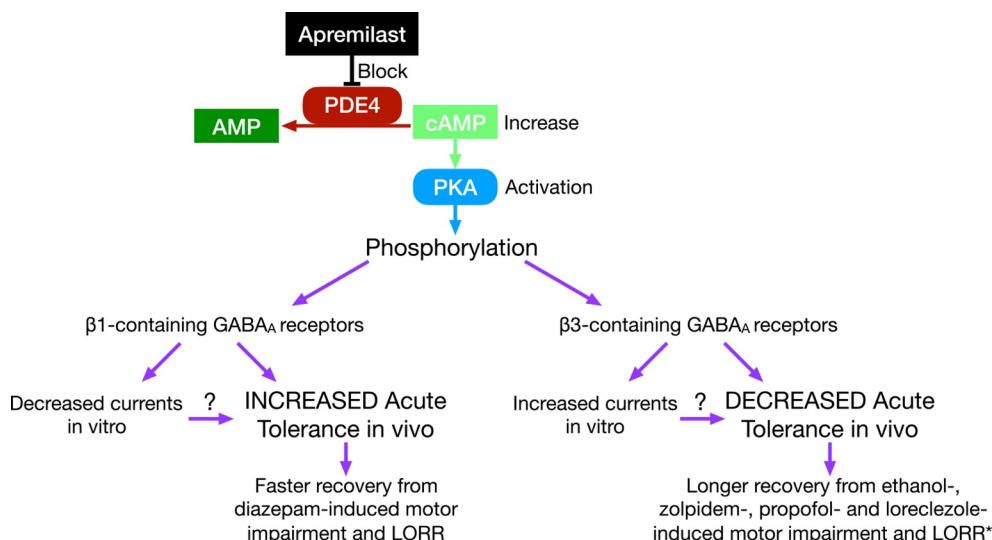 Apremilast
Block
PDE4
AMP
cAMP
Increase
PKA
Activation
Phosphorylation
β1-containing GABAA receptors
β3-containing GABAA receptors
Decreased currents
in vitro
?
INCREASED Acute
Tolerance in vivo
Increased currents
in vitro
?
DECREASED Acute
Tolerance in vivo
Faster recovery from
diazepam-induced motor
impairment and LORR
Longer recovery from ethanol-,
zolpidem-, propofol- and loreclezole-
induced motor impairment and LORR*